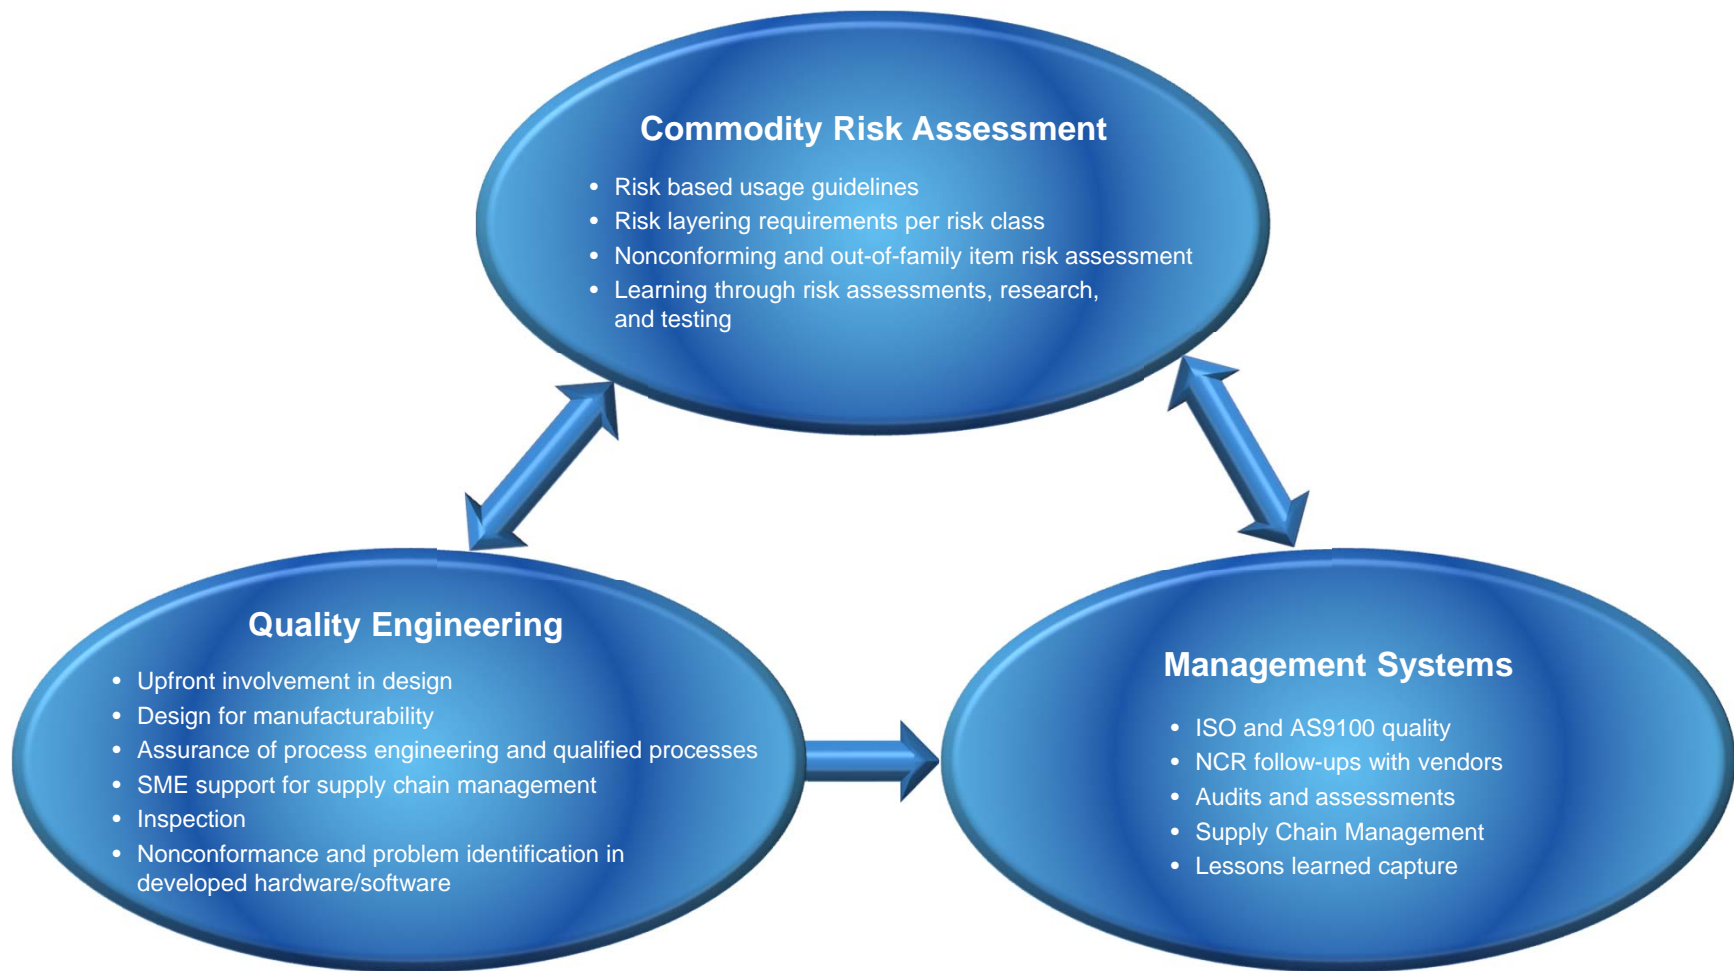 Commodity Risk Assessment
• Risk based usage guidelines
• Risk layering requirements per risk class
• Nonconforming and out-of-family item risk assessment
• Learning through risk assessments, research,
and testing
Quality Engineering
• Upfront involvement in design
• Design for manufacturability
• Assurance of process engineering and qualified processes
• SME support for supply chain management
• Inspection
• Nonconformance and problem identification in
developed hardware/software
Management Systems
• ISO and AS9100 quality
• NCR follow-ups with vendors
• Audits and assessments
• Supply Chain Management
• Lessons learned capture